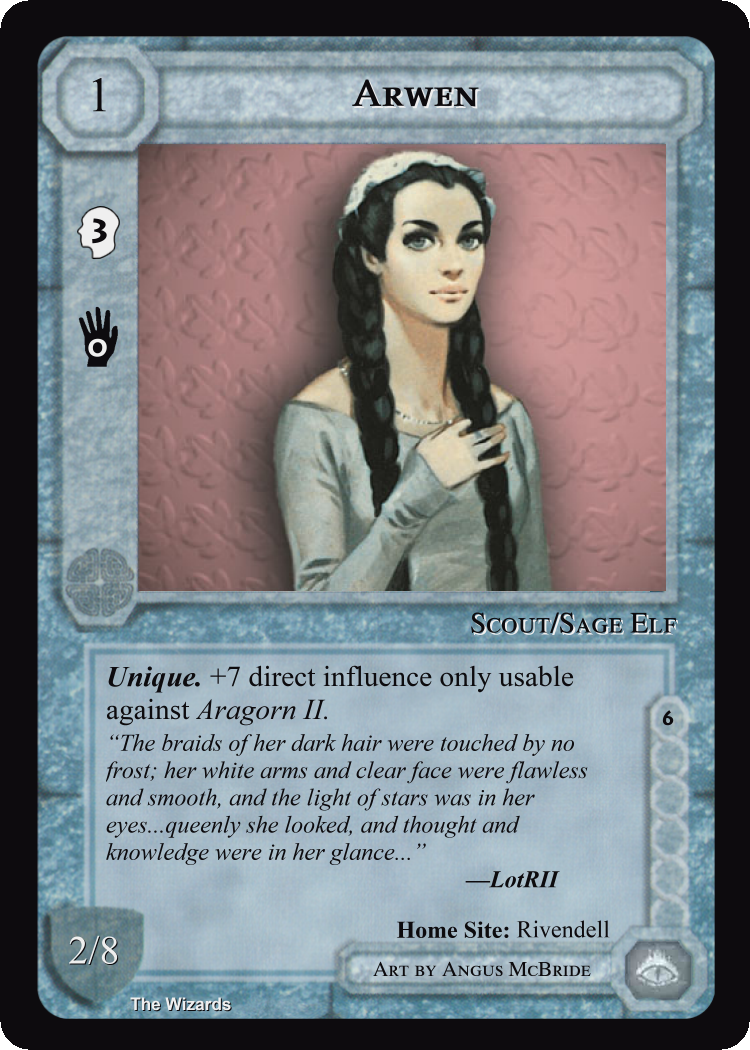 1
Arwen
3
0
Scout/Sage Elf
Unique. +7 direct influence only usable
against Aragorn II.
“The braids of her dark hair were touched by no
frost; her white arms and clear face were flawless
and smooth, and the light of stars was in her
eyes...queenly she looked, and thought and
knowledge were in her glance...”
—LotRII
6
Home Site: Rivendell
2/8
Art by Angus McBride
The Wizards